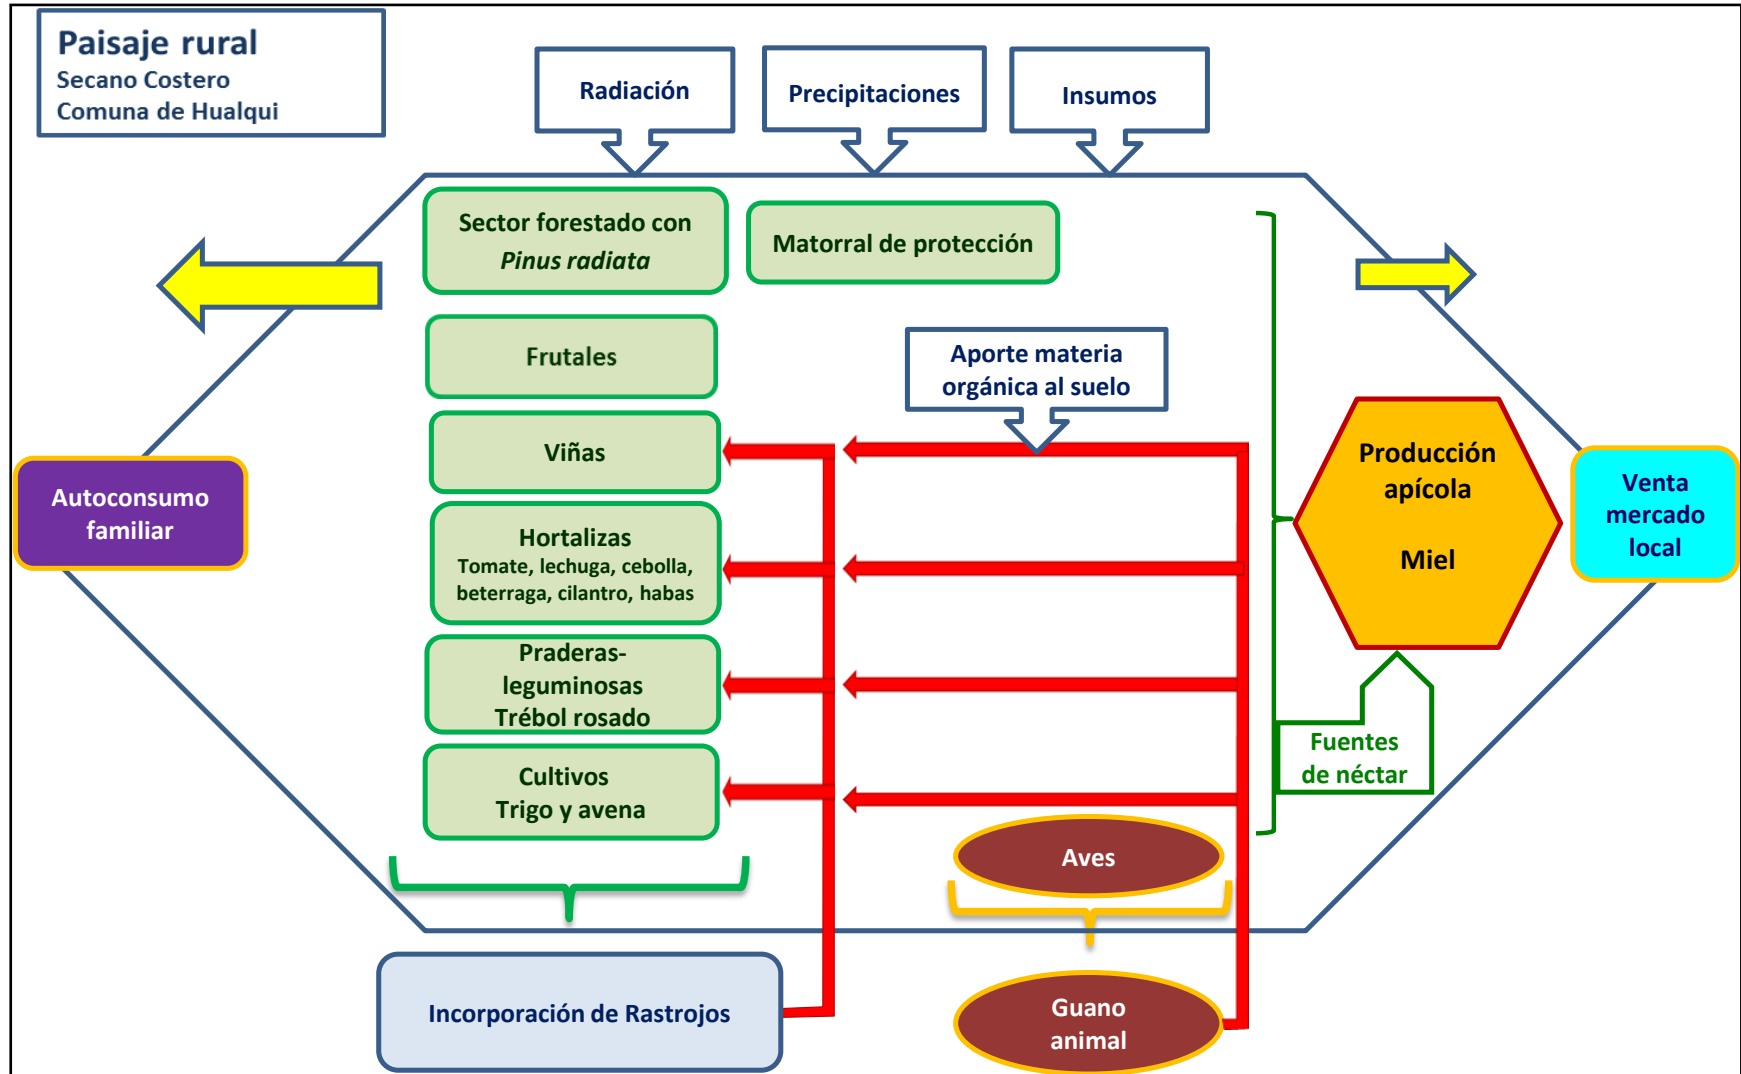 Paisaje rural
Secano Costero
Comuna de Hualqui
Radiación
Precipitaciones
Insumos
Sector forestado con
Pinus radiata
Matorral de protección
Frutales
Aporte materia
orgánica al suelo
Viñas
Autoconsumo
familiar
Hortalizas
Tomate, lechuga, cebolla,
beterraga, cilantro, habas
Producción
apícola
Miel
Venta
mercado
local
Praderas-
leguminosas
Trébol rosado
Fuentes
de néctar
Cultivos
Trigo y avena
Aves
Incorporación de Rastrojos
Guano
animal